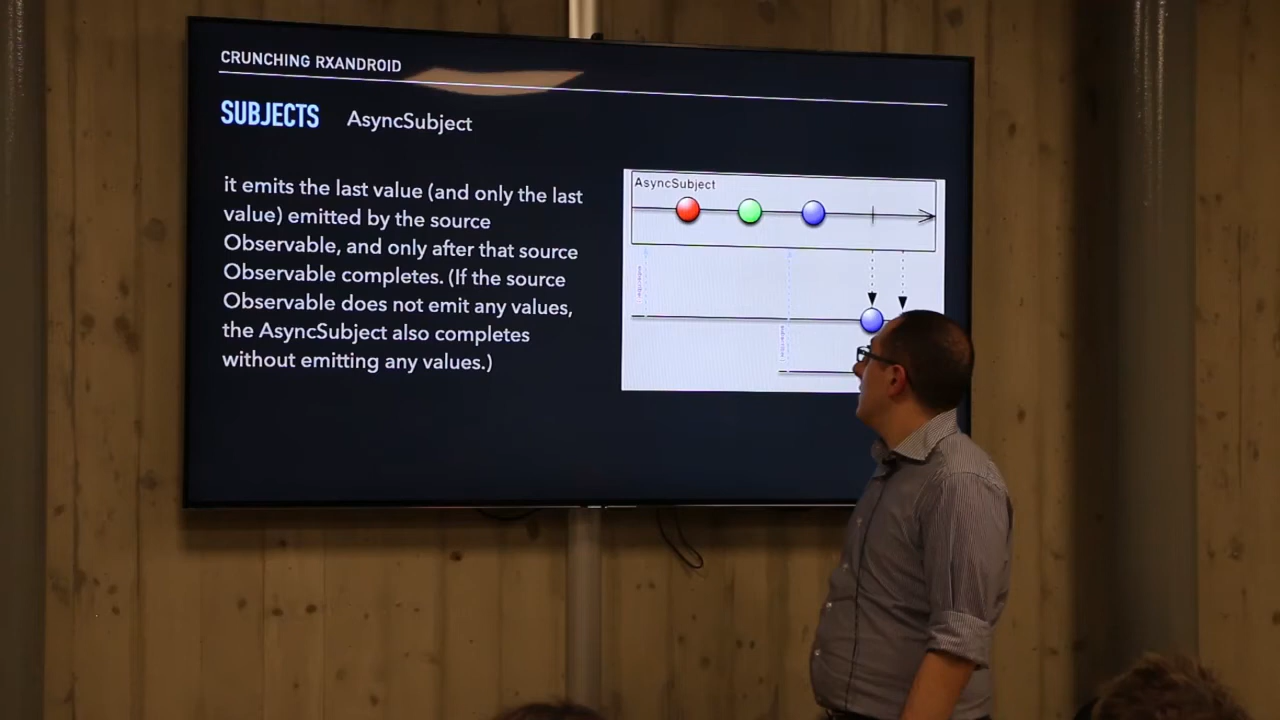 CRUNCHING RXANDROID
SUBJECTS AsyncSubject
it emits the last value (and only the last
value) emitted by the source
Observable, and only after that source
Observable completes. (If the source
Observable does not emit any values,
the AsyncSubject also completes
without emitting any values.)
AsyncSubject